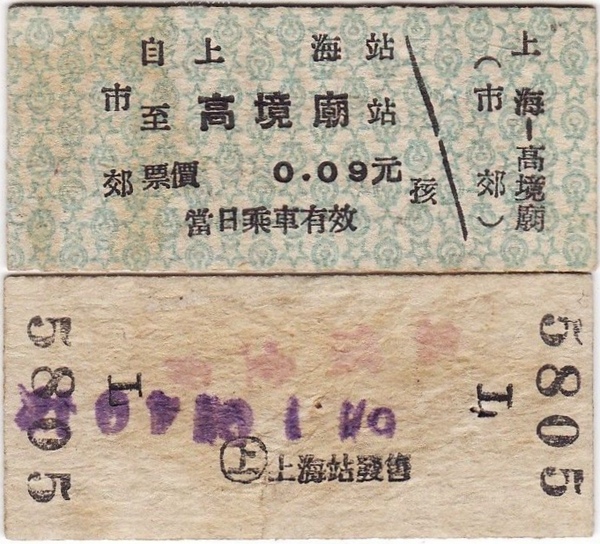 自上海站
至高境廟站
市郊
票價 0.09元
當日乘車有效
孩
上海-高境廟
(市郊)
5805
L
L
5805
㊤上海站發售